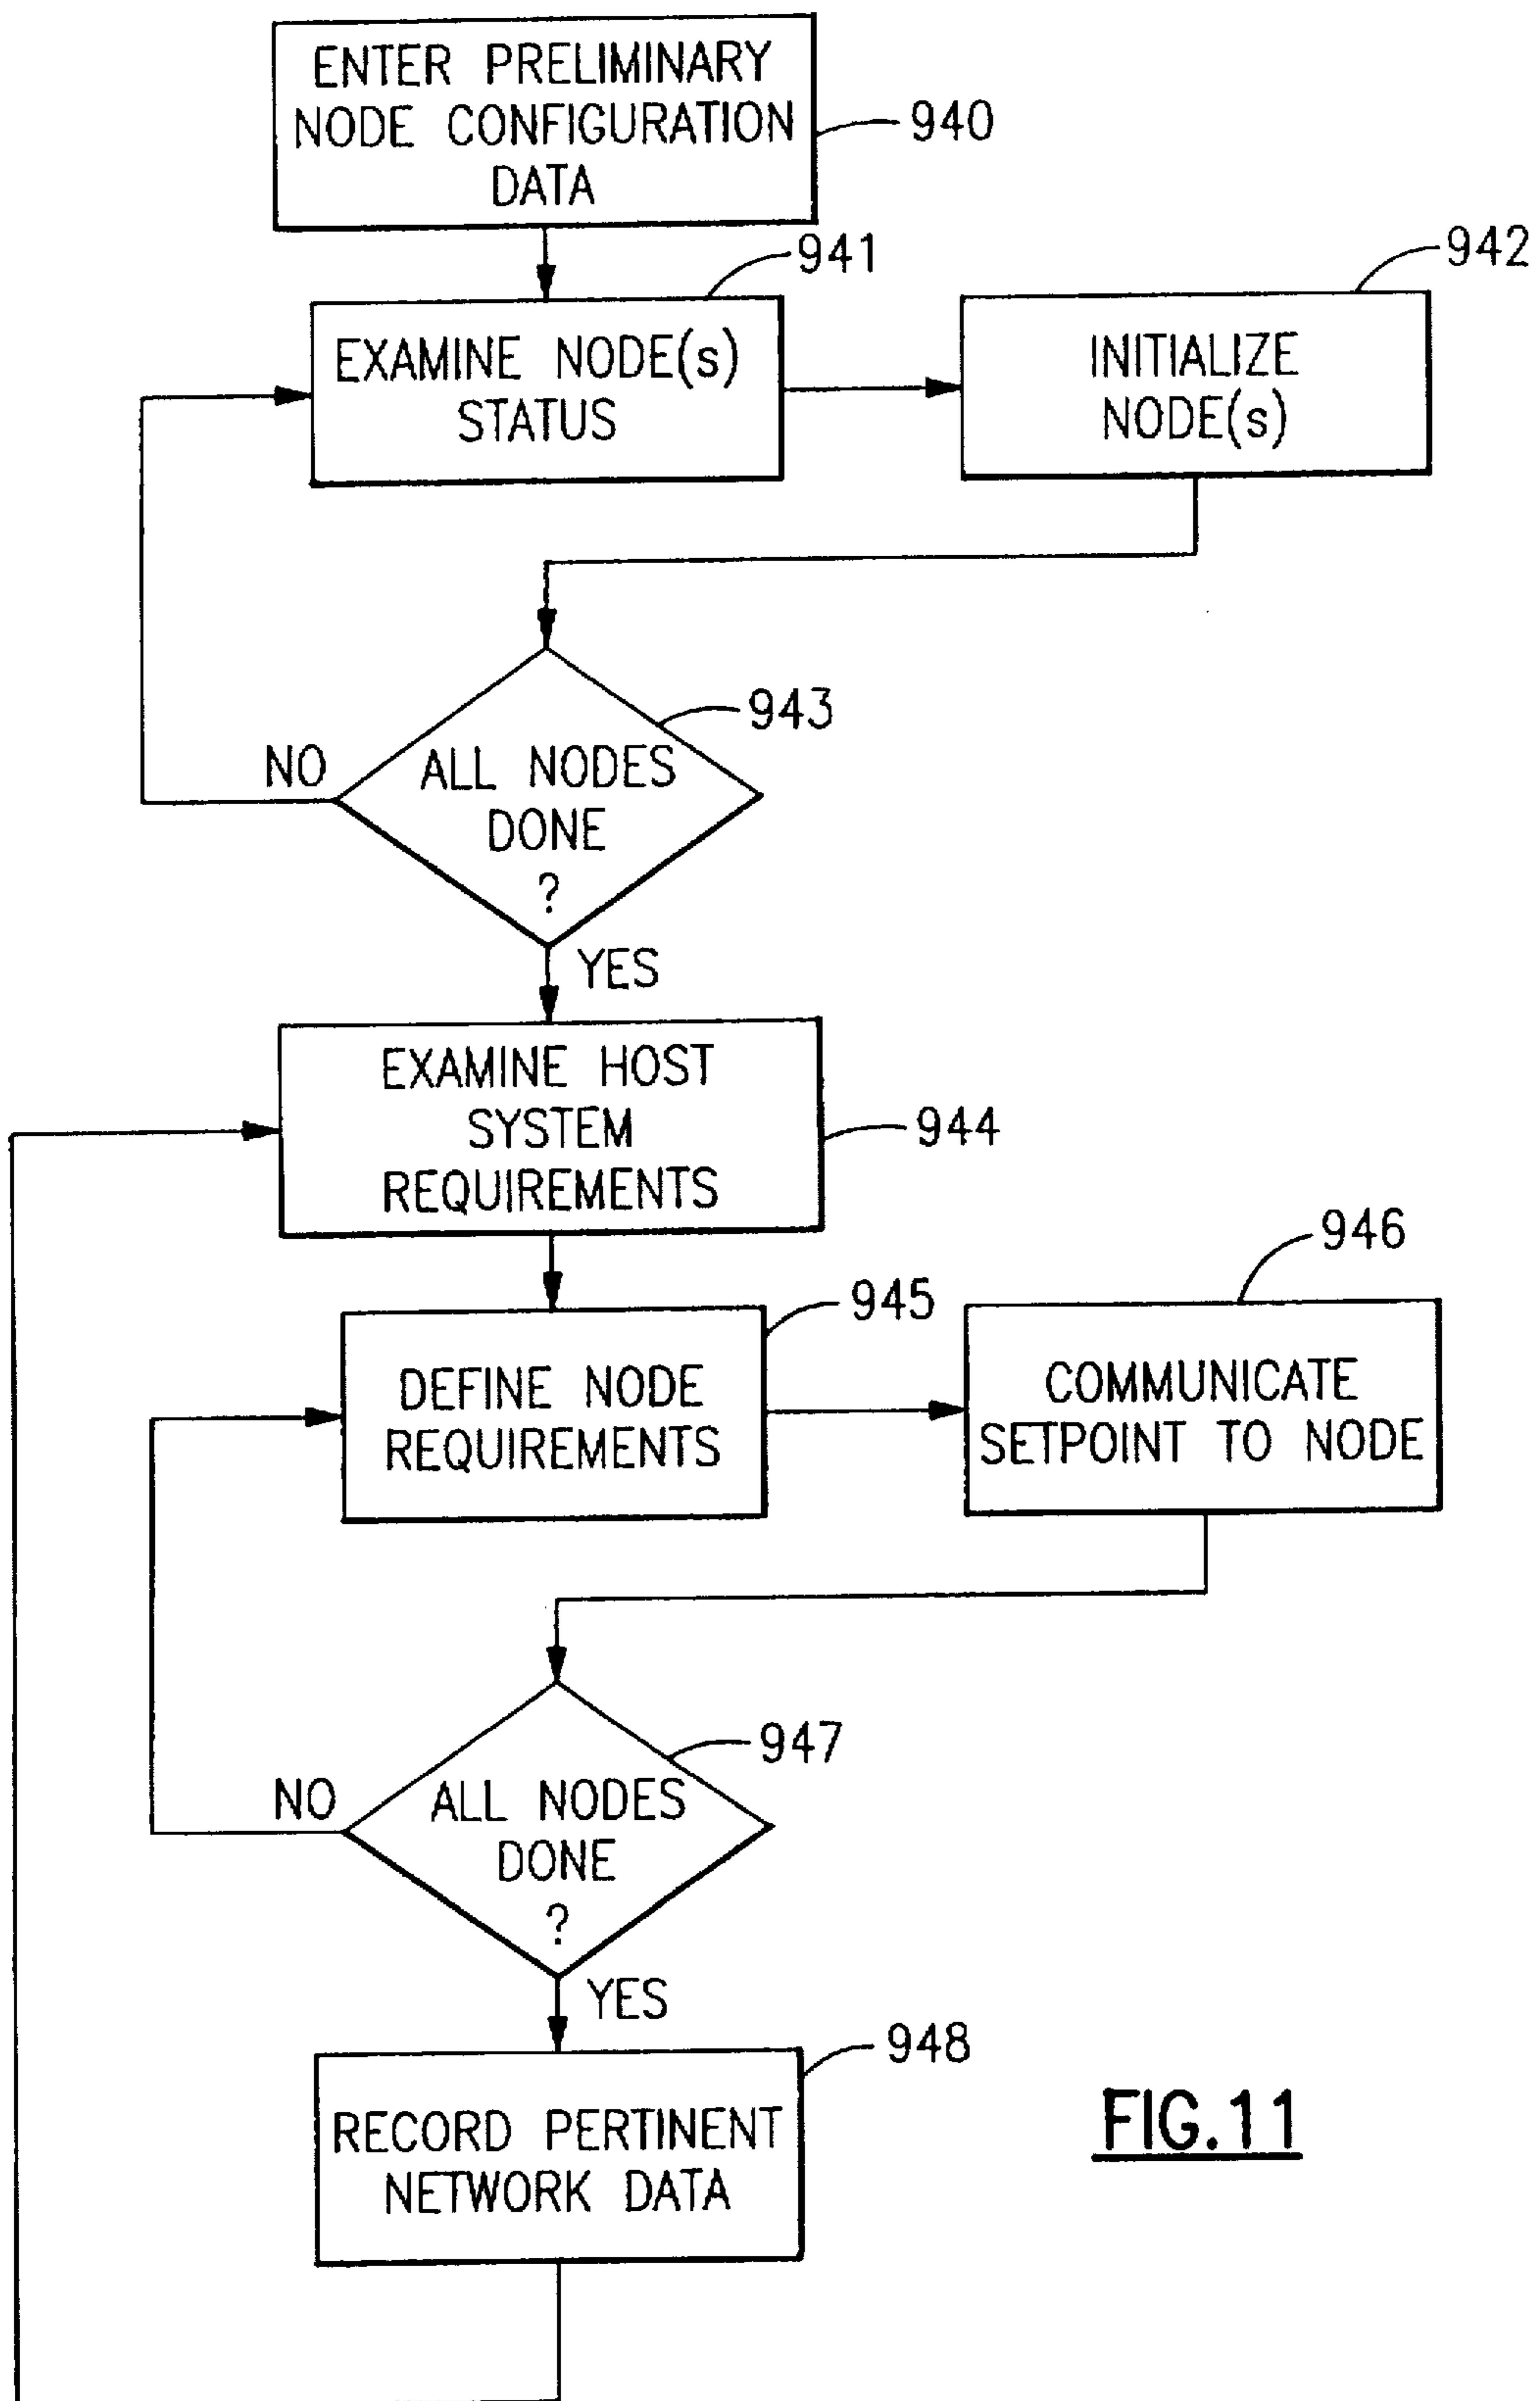 ENTER PRELIMINARY
NODE CONFIGURATION
DATA
940
941
942
EXAMINE NODE(s)
STATUS
INITIALIZE
NODE(s)
943
NO
ALL NODES
DONE
?
YES
EXAMINE HOST
SYSTEM
REQUIREMENTS
944
945
946
DEFINE NODE
REQUIREMENTS
COMMUNICATE
SETPOINT TO NODE
947
NO
ALL NODES
DONE
?
YES
948
RECORD PERTINENT
NETWORK DATA
FIG.11